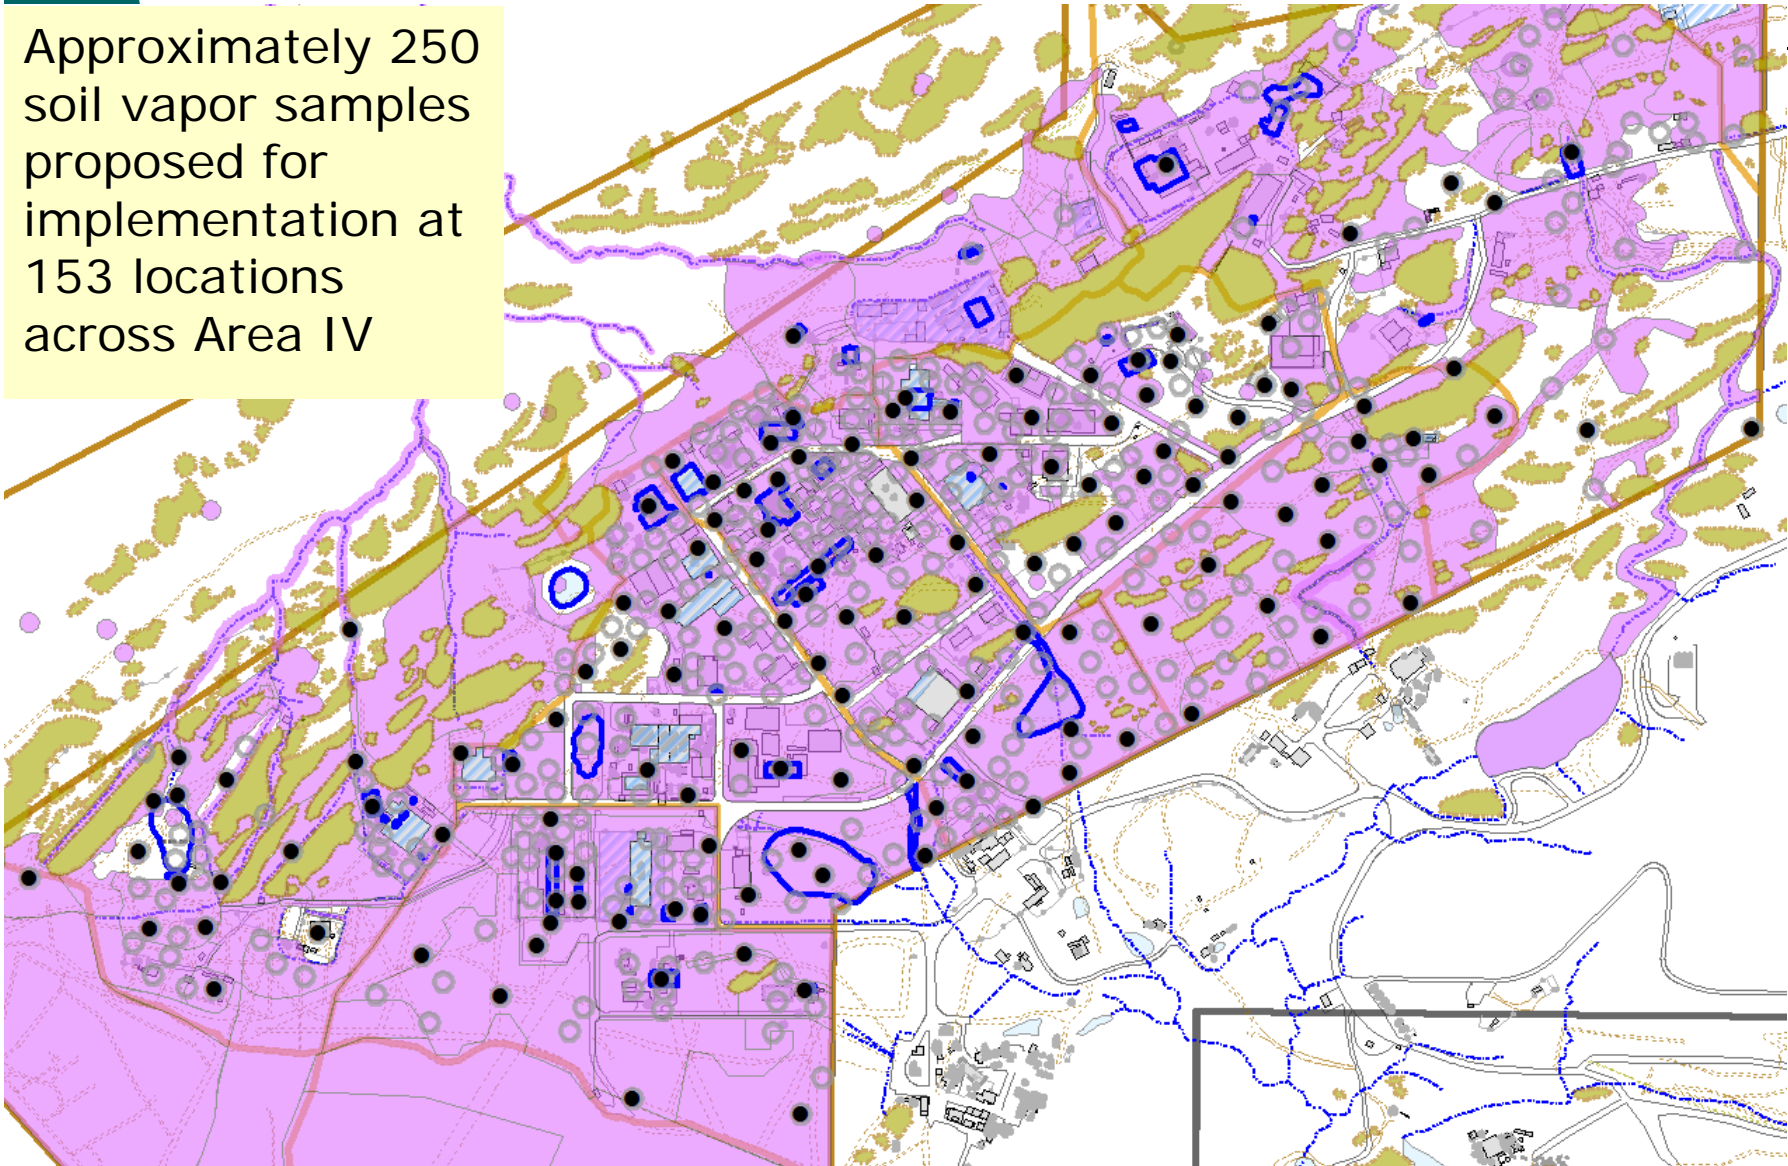 Approximately 250
soil vapor samples
proposed for
implementation at
153 locations
across Area IV